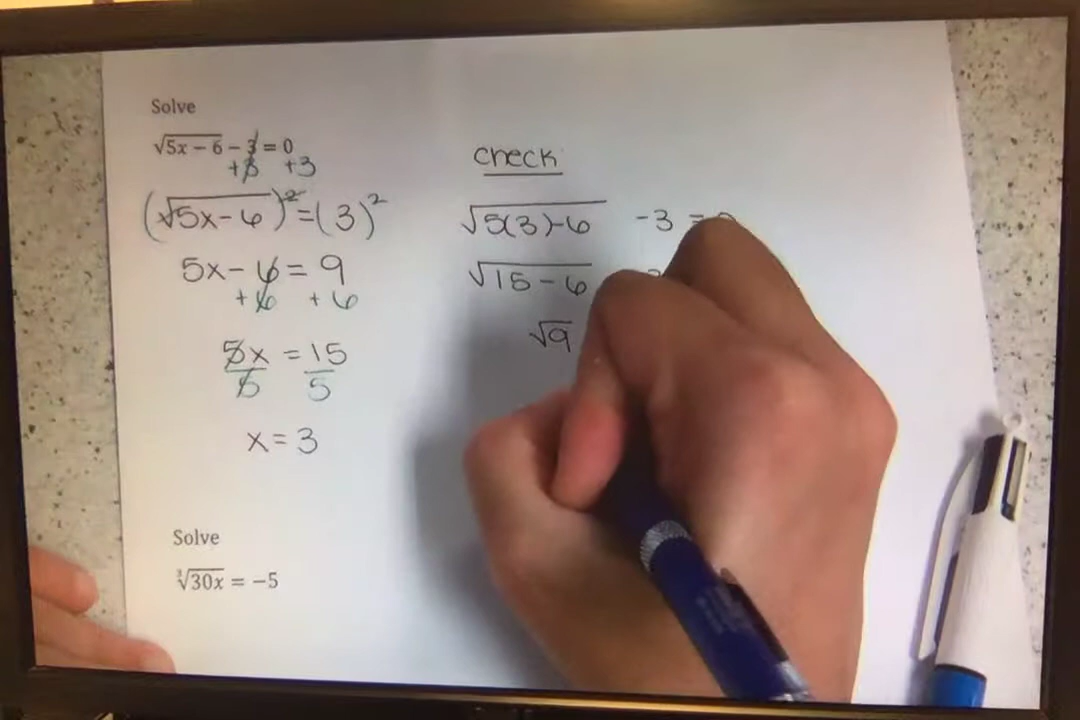 Solve
√5x − 6 − 3 = 0
+3 +3
(√5x-6)² = (3)²
5x - 6 = 9
+6 +6
5x = 15
5 5
x = 3
check
√5(3)-6 -3 =
√15-6
√9
Solve
∛30x = −5